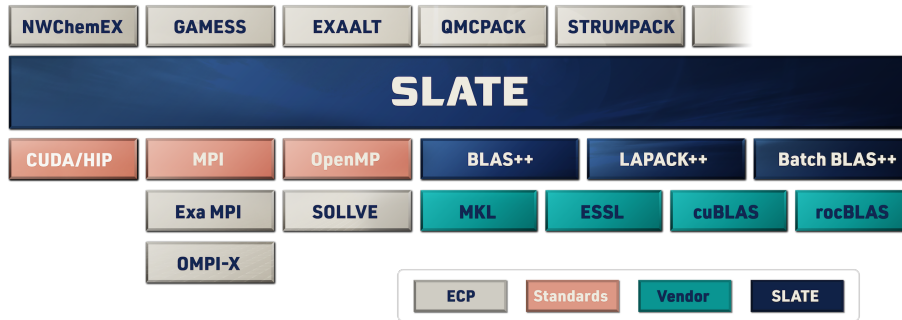 NWChemEX GAMESS EXAALT QMCPACK STRUMPACK
SLATE
CUDA/HIP MPI OpenMP BLAS++ LAPACK++ Batch BLAS++
Exa MPI SOLLVE MKL ESSL cuBLAS rocBLAS
OMPI-X
ECP Standards Vendor SLATE